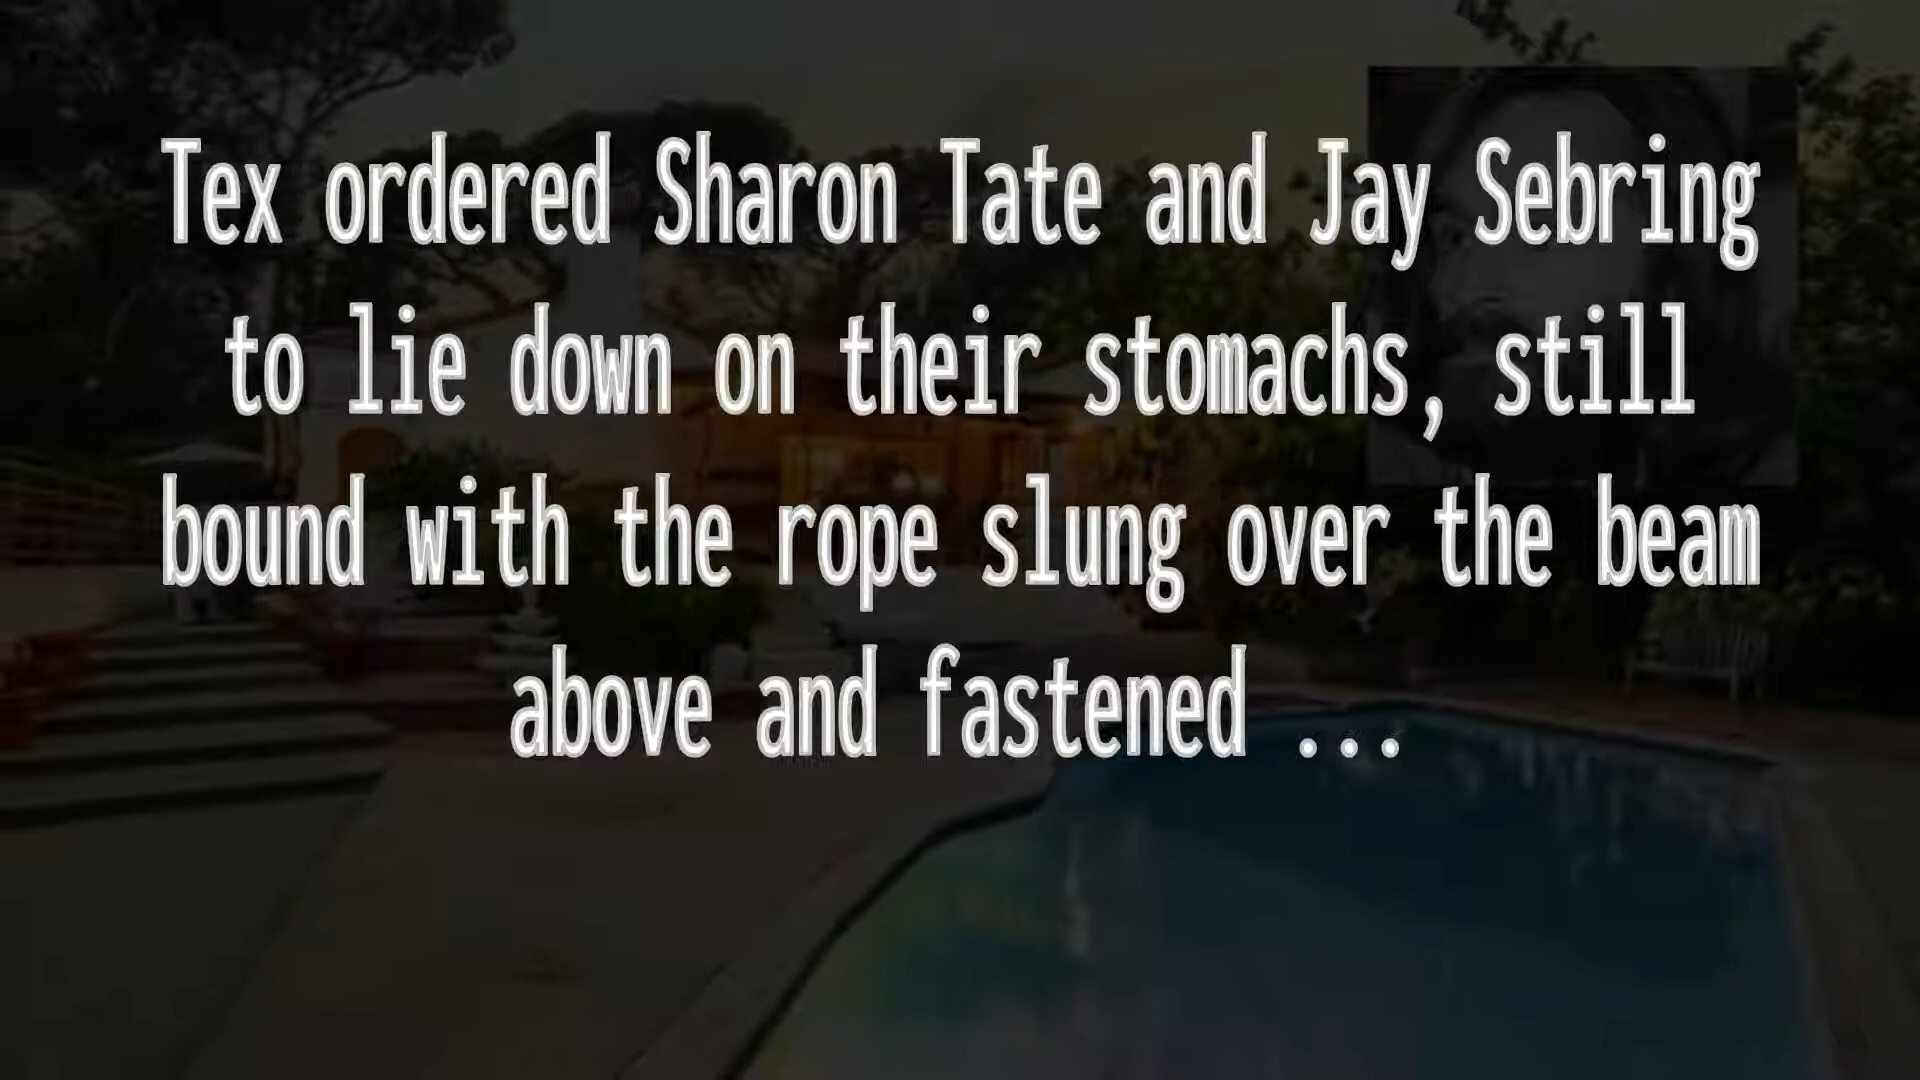 Tex ordered Sharon Tate and Jay Sebring
to lie down on their stomachs, still
bound with the rope slung over the beam
above and fastened ...